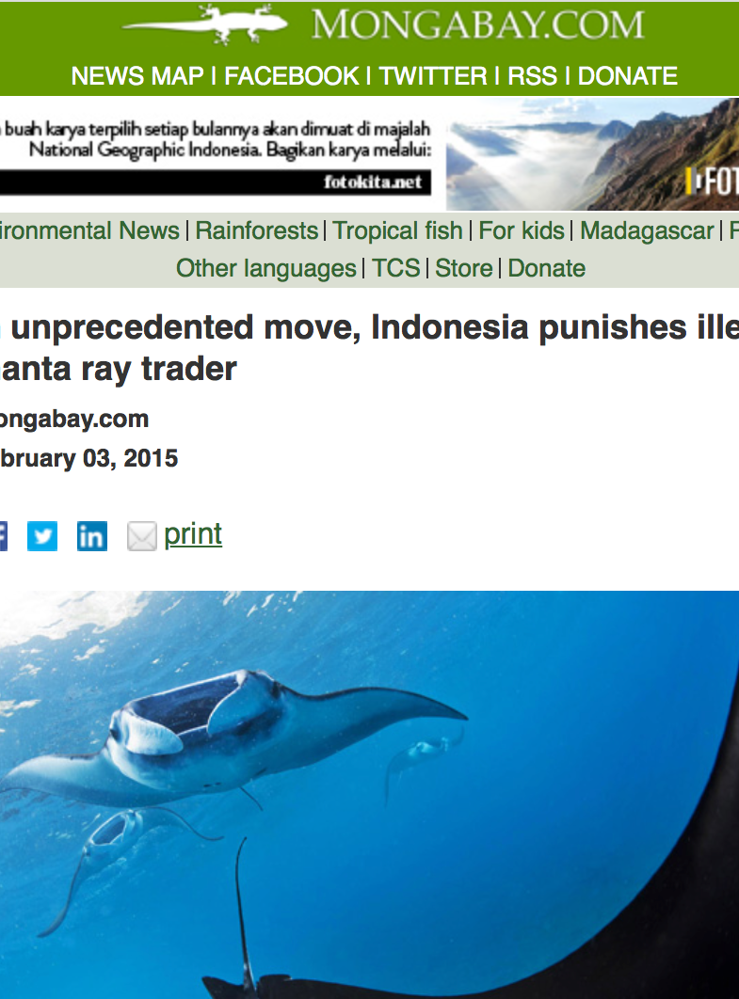 MONGABAY.COM
NEWS MAP | FACEBOOK | TWITTER | RSS | DONATE
buah karya terpilih setiap bulannya akan dimuat di majalah
National Geographic Indonesia. Bagikan karya melalui:
fotokita.net
FOT
ironmental News | Rainforests | Tropical fish | For kids | Madagascar |
Other languages | TCS | Store | Donate
unprecedented move, Indonesia punishes ille
anta ray trader
ongabay.com
bruary 03, 2015
in print